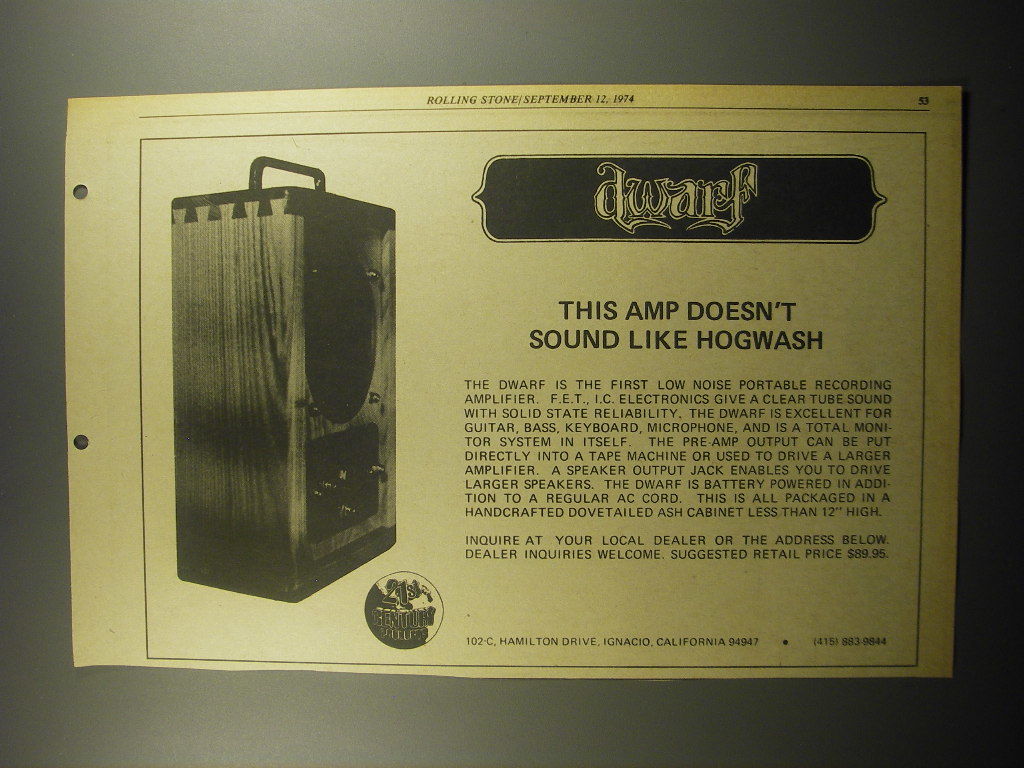 ROLLING STONE/SEPTEMBER 12, 1974 53
dwarf
THIS AMP DOESN'T
SOUND LIKE HOGWASH
THE DWARF IS THE FIRST LOW NOISE PORTABLE RECORDING
AMPLIFIER. F.E.T., I.C. ELECTRONICS GIVE A CLEAR TUBE SOUND
WITH SOLID STATE RELIABILITY. THE DWARF IS EXCELLENT FOR
GUITAR, BASS, KEYBOARD, MICROPHONE, AND IS A TOTAL MONI-
TOR SYSTEM IN ITSELF. THE PRE-AMP OUTPUT CAN BE PUT
DIRECTLY INTO A TAPE MACHINE OR USED TO DRIVE A LARGER
AMPLIFIER. A SPEAKER OUTPUT JACK ENABLES YOU TO DRIVE
LARGER SPEAKERS. THE DWARF IS BATTERY POWERED IN ADDI-
TION TO A REGULAR AC CORD. THIS IS ALL PACKAGED IN A
HANDCRAFTED DOVETAILED ASH CABINET LESS THAN 12" HIGH.
INQUIRE AT YOUR LOCAL DEALER OR THE ADDRESS BELOW.
DEALER INQUIRIES WELCOME. SUGGESTED RETAIL PRICE $89.95.
21st
CENTURY
102-C, HAMILTON DRIVE, IGNACIO, CALIFORNIA 94947 • (415) 883-9844